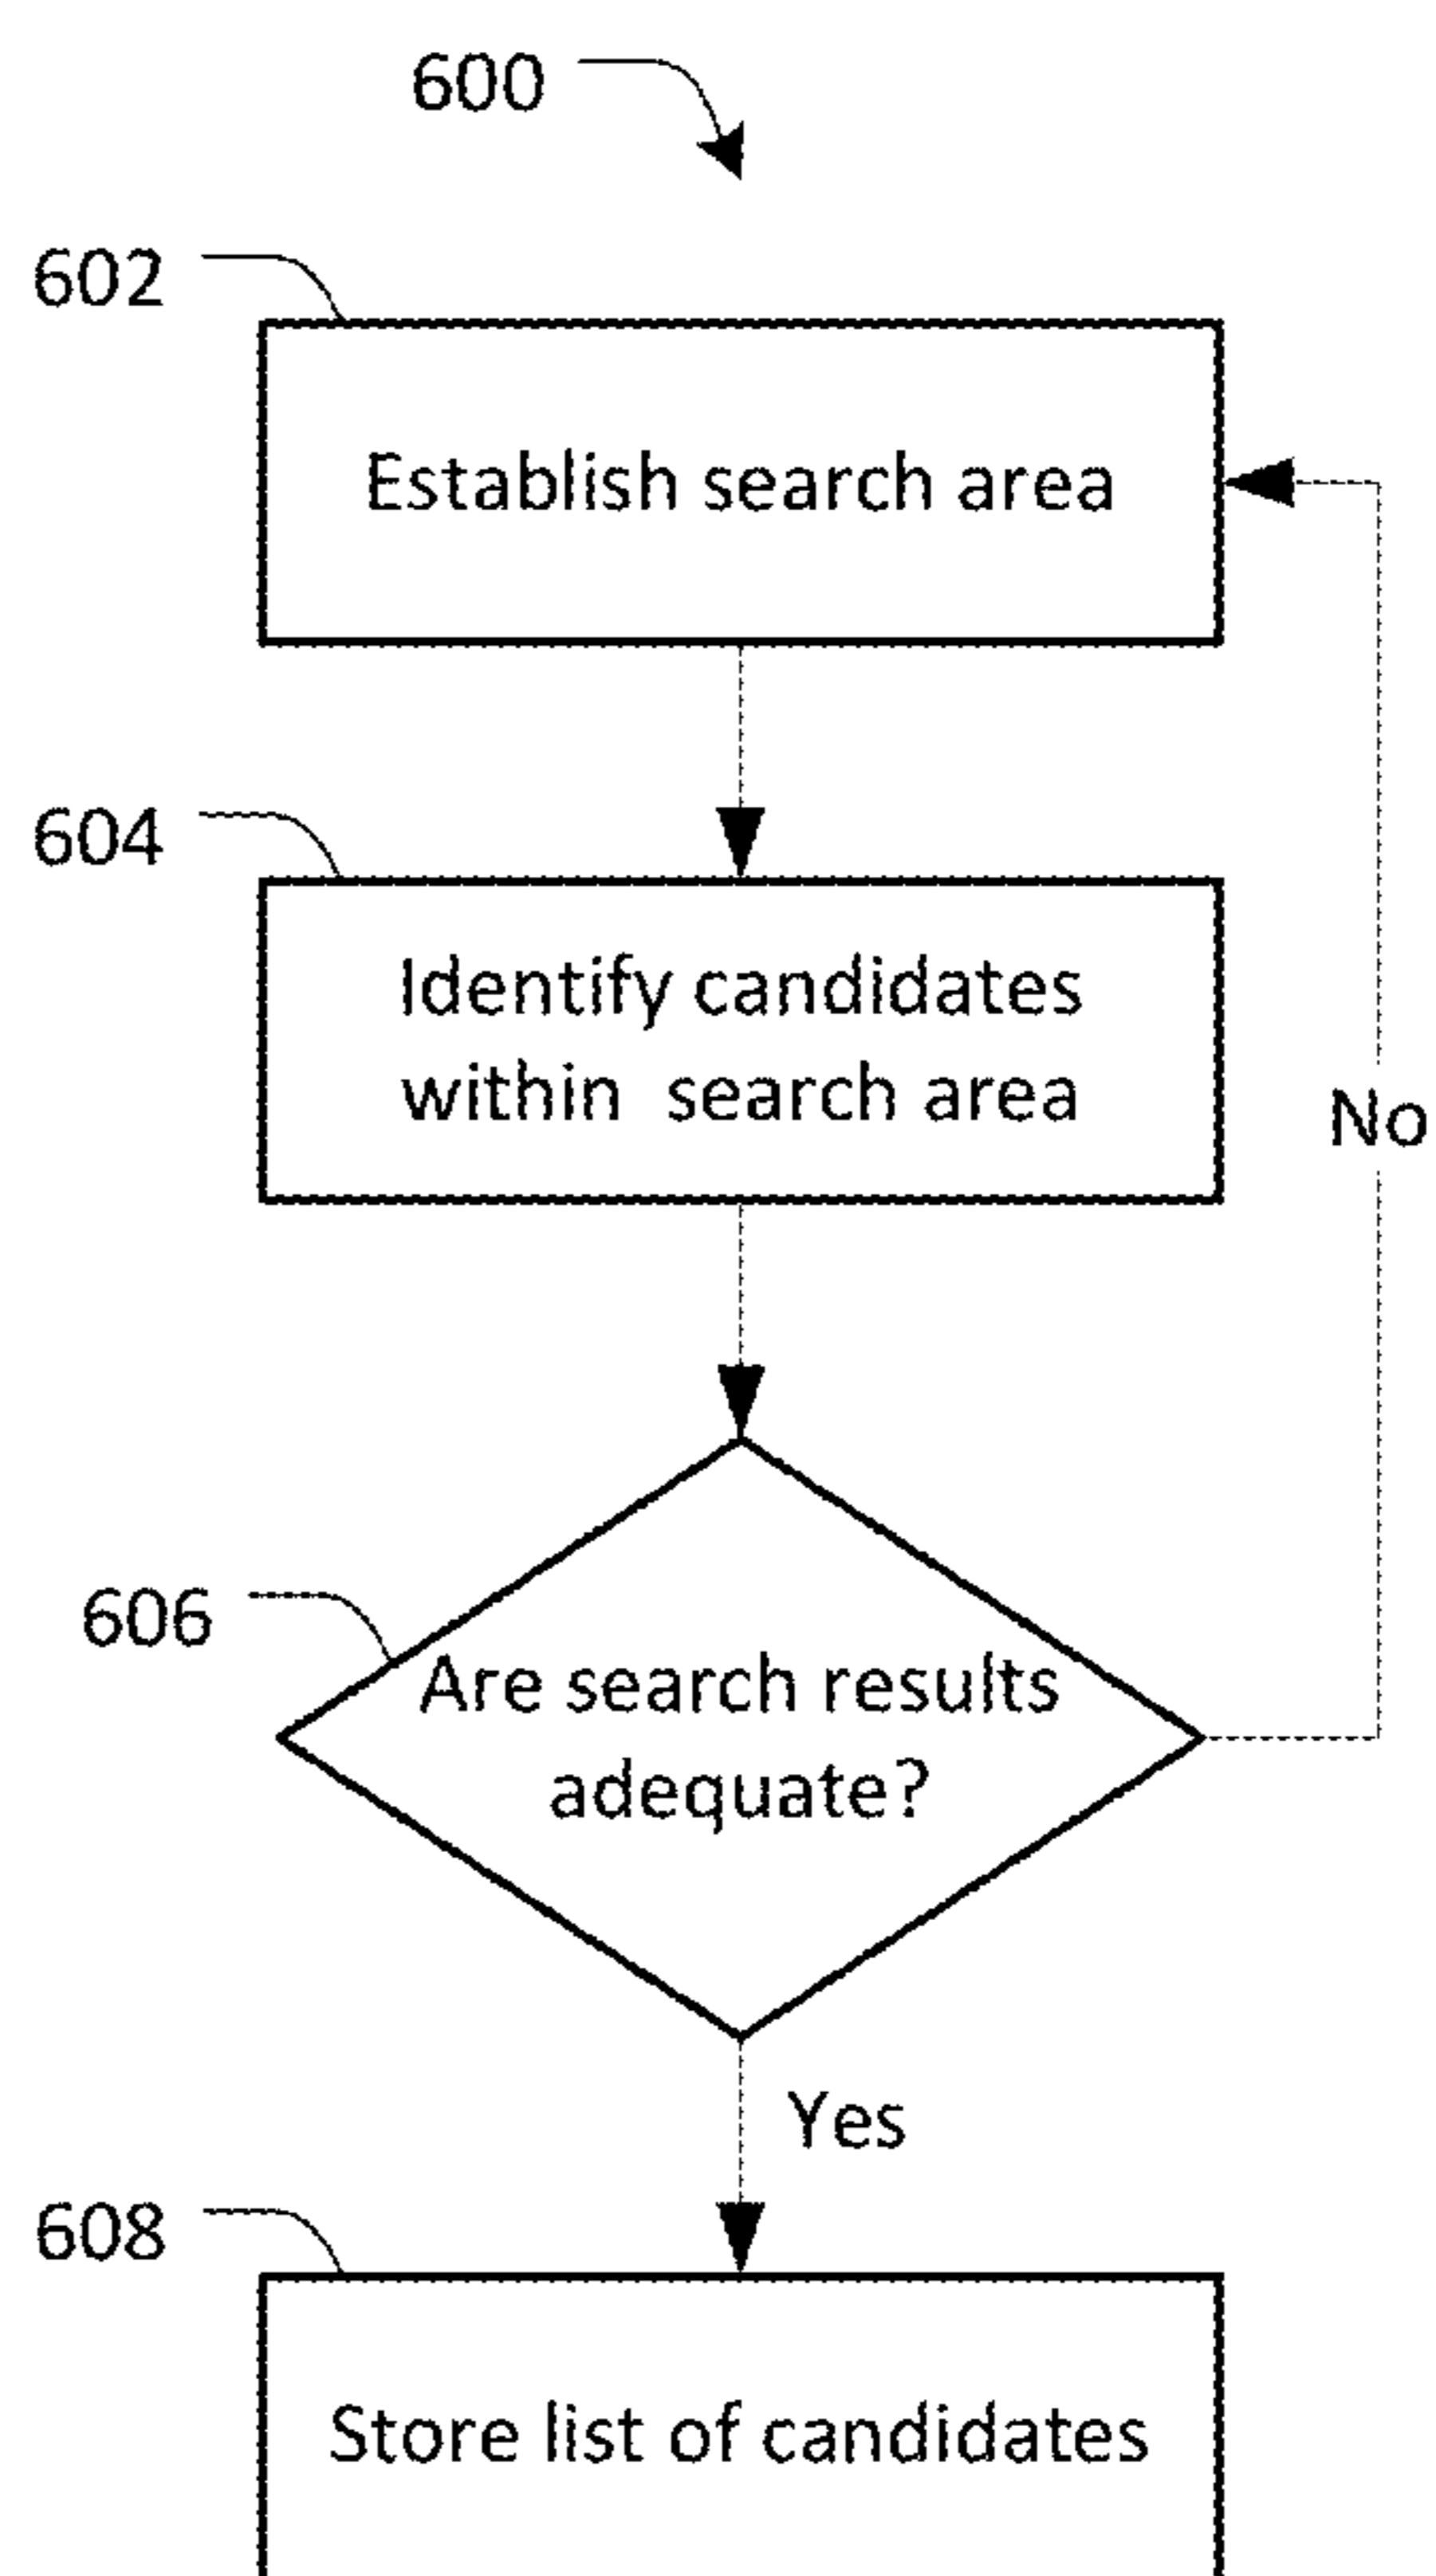 600
602
Establish search area
604
Identify candidates
within search area
No
606
Are search results
adequate?
Yes
608
Store list of candidates